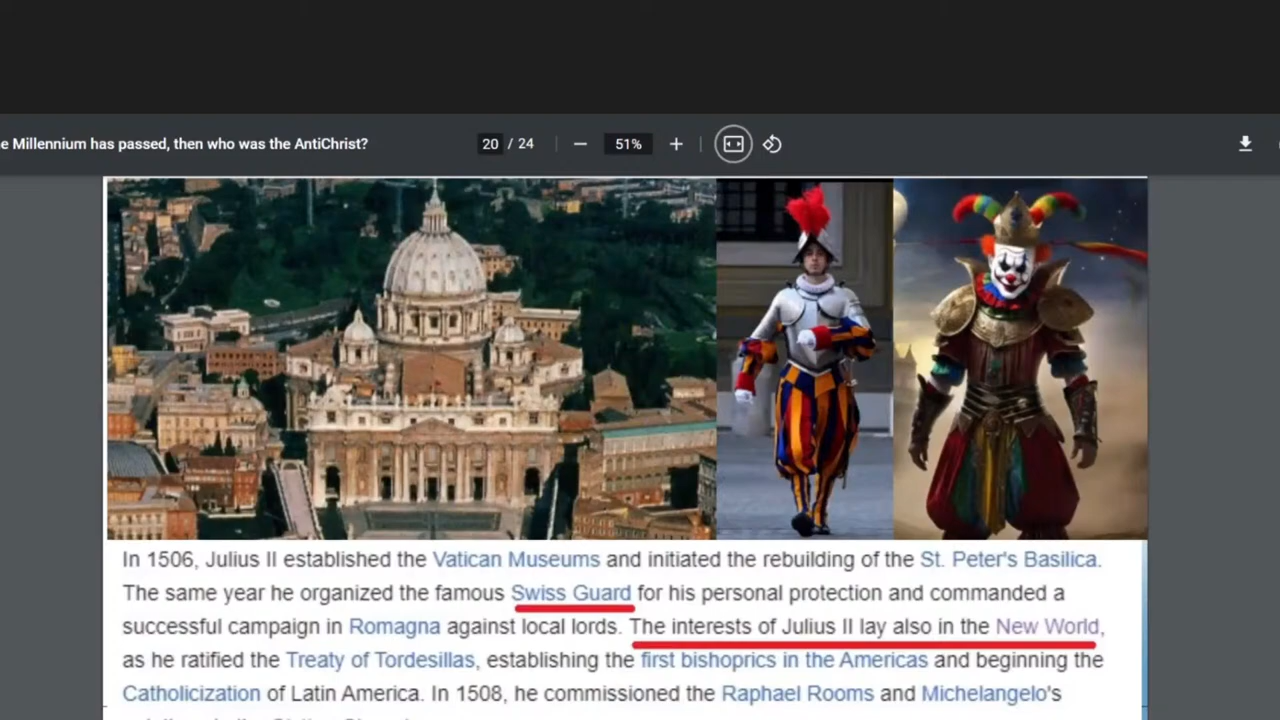 e Millennium has passed, then who was the AntiChrist?
20 / 24
51%
In 1506, Julius II established the Vatican Museums and initiated the rebuilding of the St. Peter's Basilica.
The same year he organized the famous Swiss Guard for his personal protection and commanded a
successful campaign in Romagna against local lords. The interests of Julius II lay also in the New World,
as he ratified the Treaty of Tordesillas, establishing the first bishoprics in the Americas and beginning the
Catholicization of Latin America. In 1508, he commissioned the Raphael Rooms and Michelangelo's